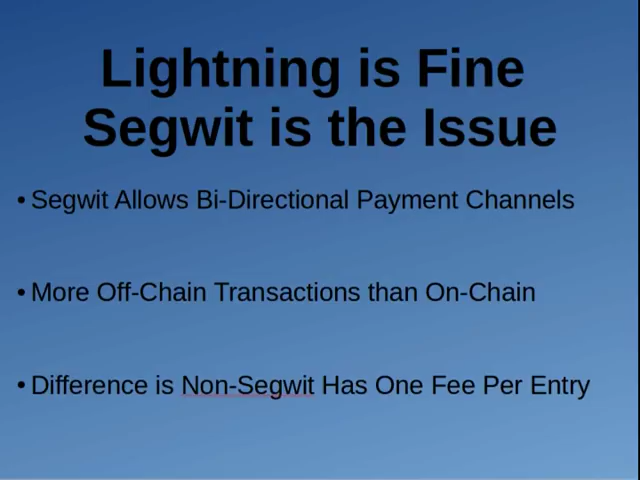 Lightning is Fine
Segwit is the Issue
• Segwit Allows Bi-Directional Payment Channels
• More Off-Chain Transactions than On-Chain
• Difference is Non-Segwit Has One Fee Per Entry